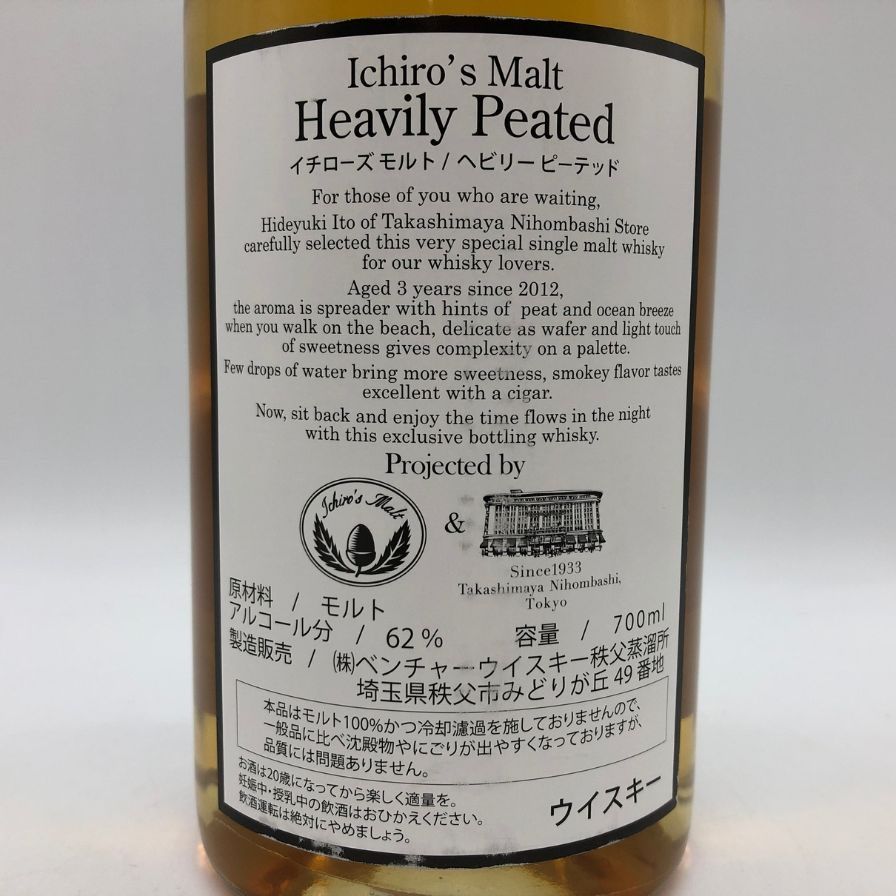 Ichiro's Malt
Heavily Peated
イチローズ モルト / ヘビリー ピーテッド
For those of you who are waiting,
Hideyuki Ito of Takashimaya Nihombashi Store
carefully selected this very special single malt whisky
for our whisky lovers.
Aged 3 years since 2012,
the aroma is spreader with hints of peat and ocean breeze
when you walk on the beach, delicate as wafer and light touch
of sweetness gives complexity on a palette.
Few drops of water bring more sweetness, smokey flavor tastes
excellent with a cigar.
Now, sit back and enjoy the time flows in the night
with this exclusive bottling whisky.
Projected by
Ichiro's Malt
&
Since1933
Takashimaya Nihombashi,
Tokyo
原材料 / モルト
アルコール分 / 62% 容量 / 700ml
製造販売 / ㈱ベンチャーウイスキー秩父蒸溜所
埼玉県秩父市みどりが丘49番地
本品はモルト100%かつ冷却濾過を施しておりませんので、
一般品に比べ沈殿物やにごりが出やすくなっておりますが、
品質には問題ありません。
お酒は20歳になってから楽しく適量を。
妊娠中・授乳中の飲酒はおひかえください。
飲酒運転は絶対にやめましょう。
ウイスキー